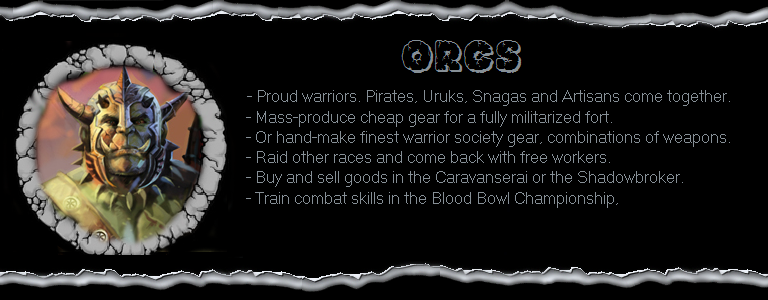 ORCS
- Proud warriors. Pirates, Uruks, Snagas and Artisans come together.
- Mass-produce cheap gear for a fully militarized fort.
- Or hand-make finest warrior society gear, combinations of weapons.
- Raid other races and come back with free workers.
- Buy and sell goods in the Caravanserai or the Shadowbroker.
- Train combat skills in the Blood Bowl Championship,